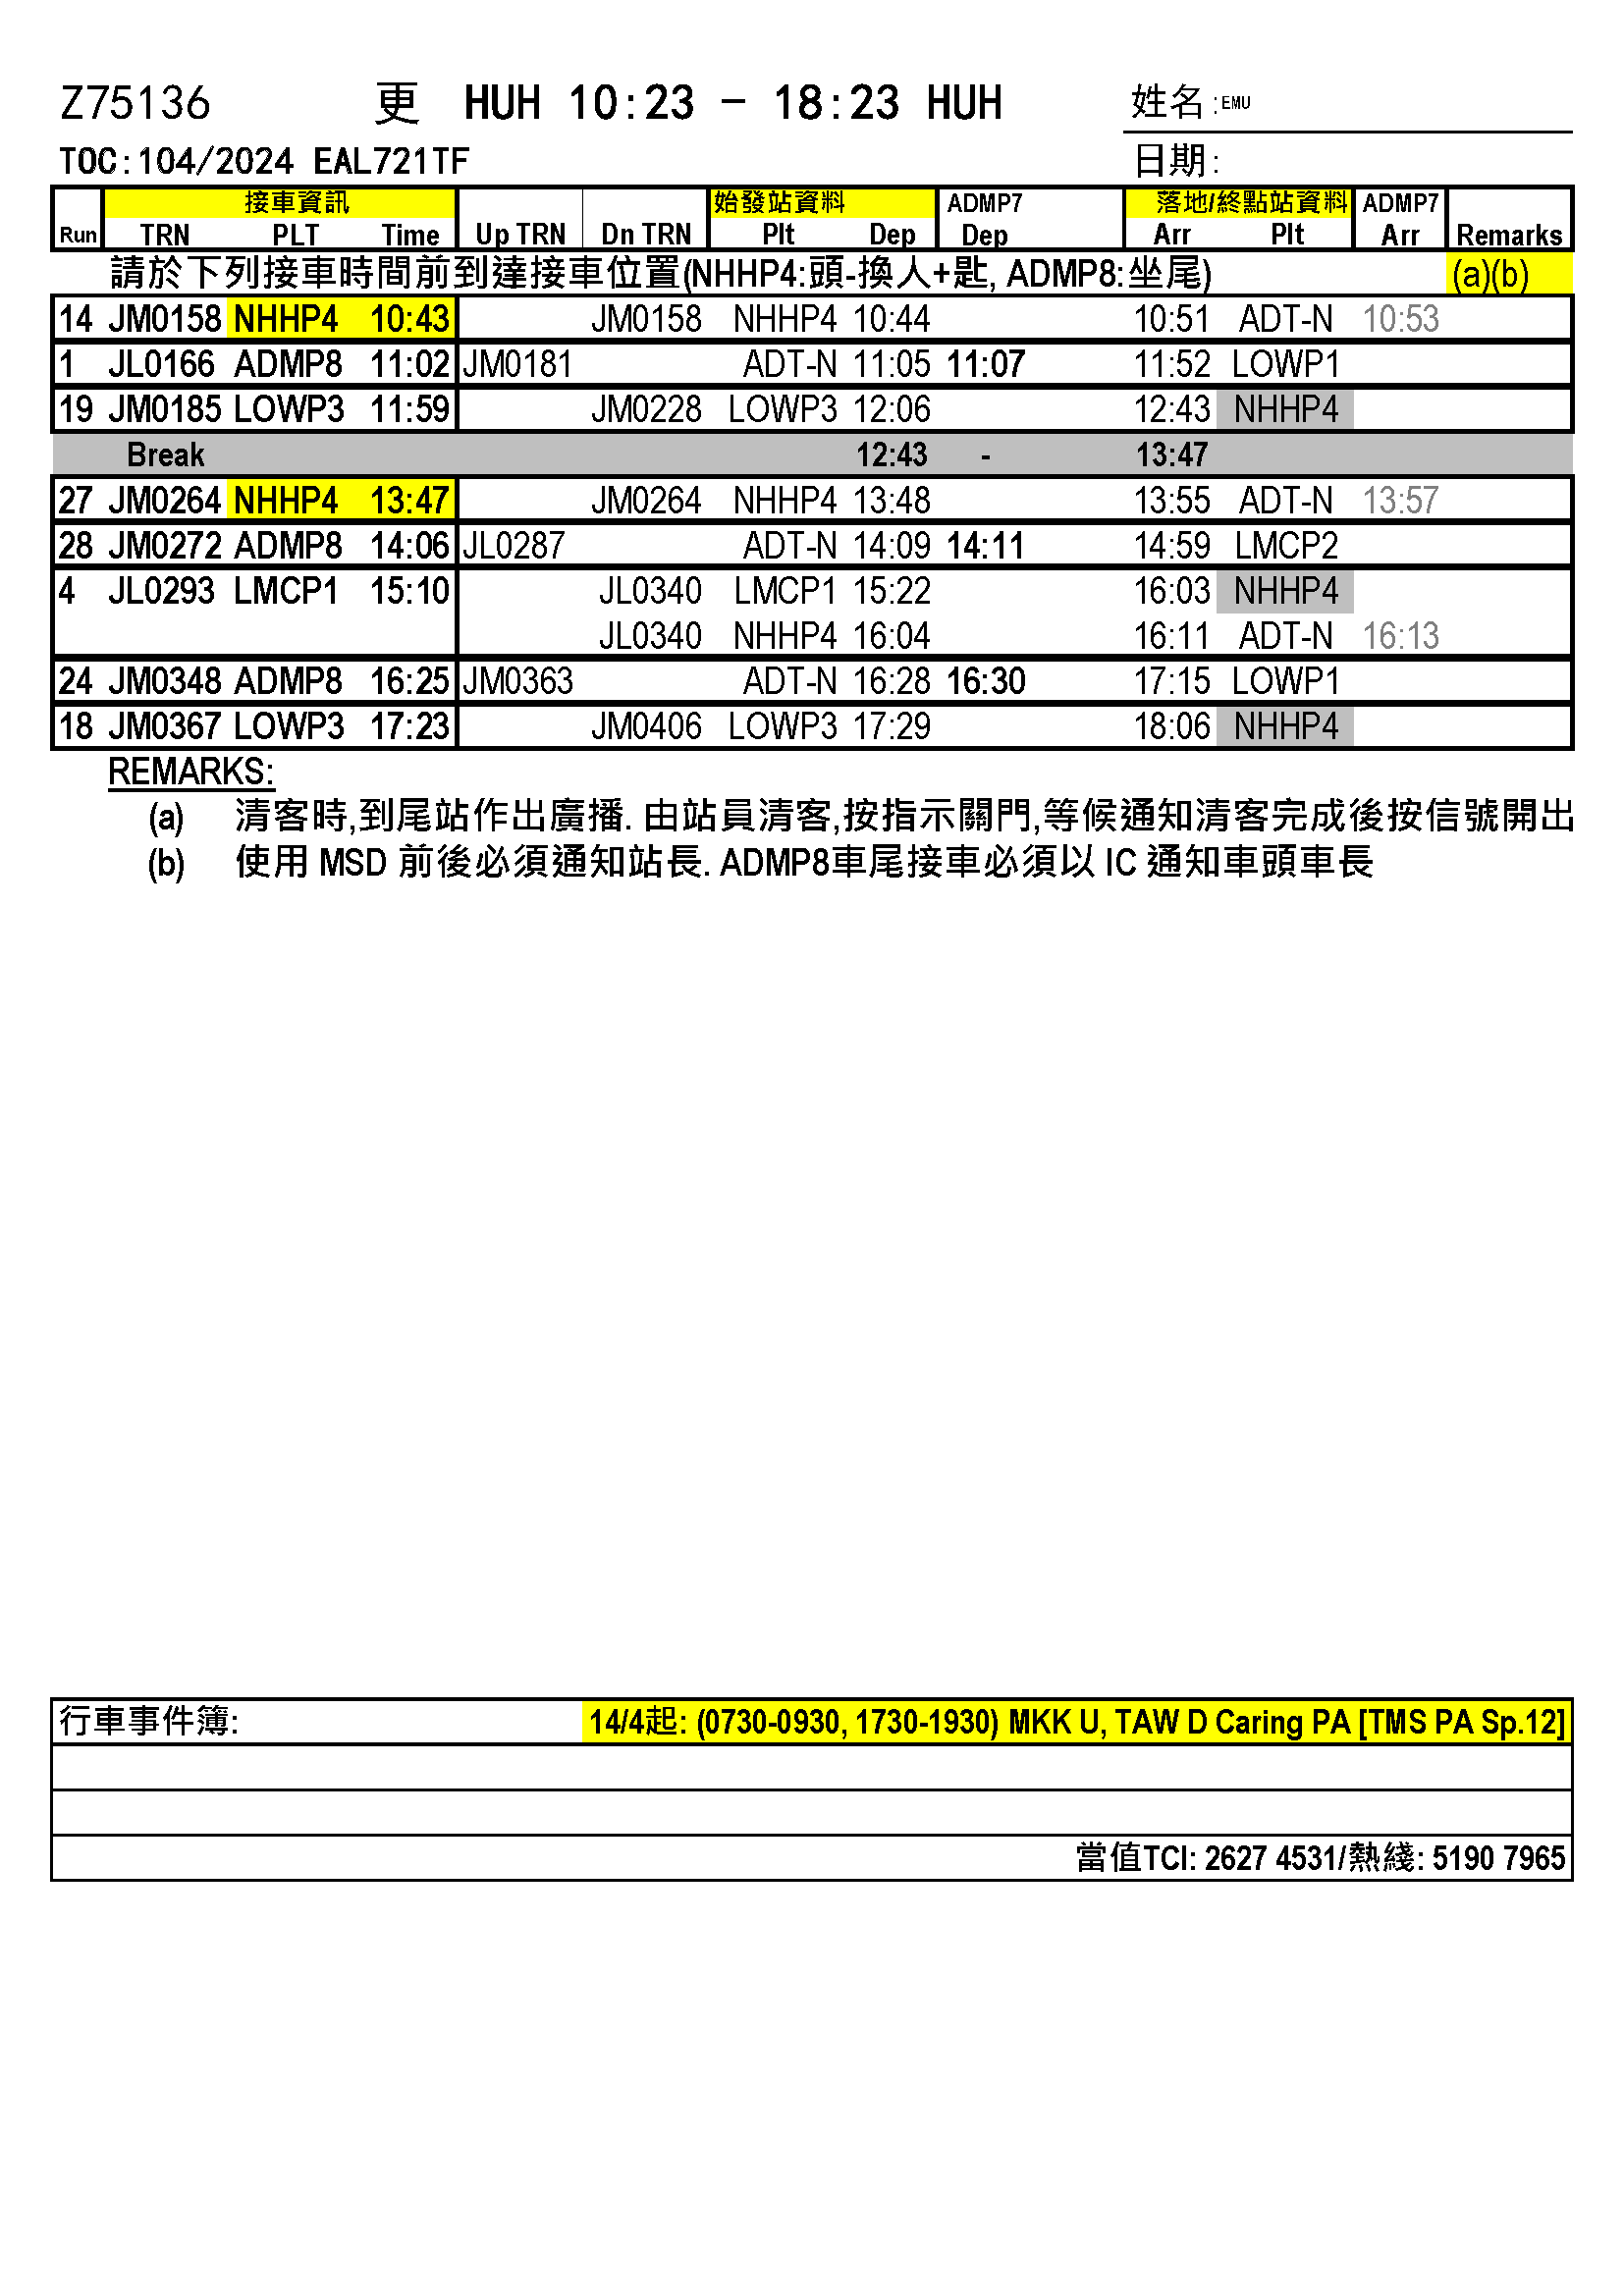 Z75136 更 HUH 10:23 - 18:23 HUH 姓名:EMU
TOC:104/2024 EAL721TF 日期:
接車資訊 始發站資料 ADMP7 落地/終點站資料 ADMP7
Run TRN PLT Time Up TRN Dn TRN Plt Dep Dep Arr Plt Arr Remarks
請於下列接車時間前到達接車位置(NHHP4:頭-換人+匙, ADMP8:坐尾) (a)(b)
14 JM0158 NHHP4 10:43 JM0158 NHHP4 10:44 10:51 ADT-N 10:53
1 JL0166 ADMP8 11:02 JM0181 ADT-N 11:05 11:07 11:52 LOWP1
19 JM0185 LOWP3 11:59 JM0228 LOWP3 12:06 12:43 NHHP4
Break 12:43 - 13:47
27 JM0264 NHHP4 13:47 JM0264 NHHP4 13:48 13:55 ADT-N 13:57
28 JM0272 ADMP8 14:06 JL0287 ADT-N 14:09 14:11 14:59 LMCP2
4 JL0293 LMCP1 15:10 JL0340 LMCP1 15:22 16:03 NHHP4
JL0340 NHHP4 16:04 16:11 ADT-N 16:13
24 JM0348 ADMP8 16:25 JM0363 ADT-N 16:28 16:30 17:15 LOWP1
18 JM0367 LOWP3 17:23 JM0406 LOWP3 17:29 18:06 NHHP4
REMARKS:
(a) 清客時,到尾站作出廣播. 由站員清客,按指示關門,等候通知清客完成後按信號開出
(b) 使用 MSD 前後必須通知站長. ADMP8車尾接車必須以 IC 通知車頭車長
行車事件簿: 14/4起: (0730-0930, 1730-1930) MKK U, TAW D Caring PA [TMS PA Sp.12]
當值TCI: 2627 4531/熱綫: 5190 7965